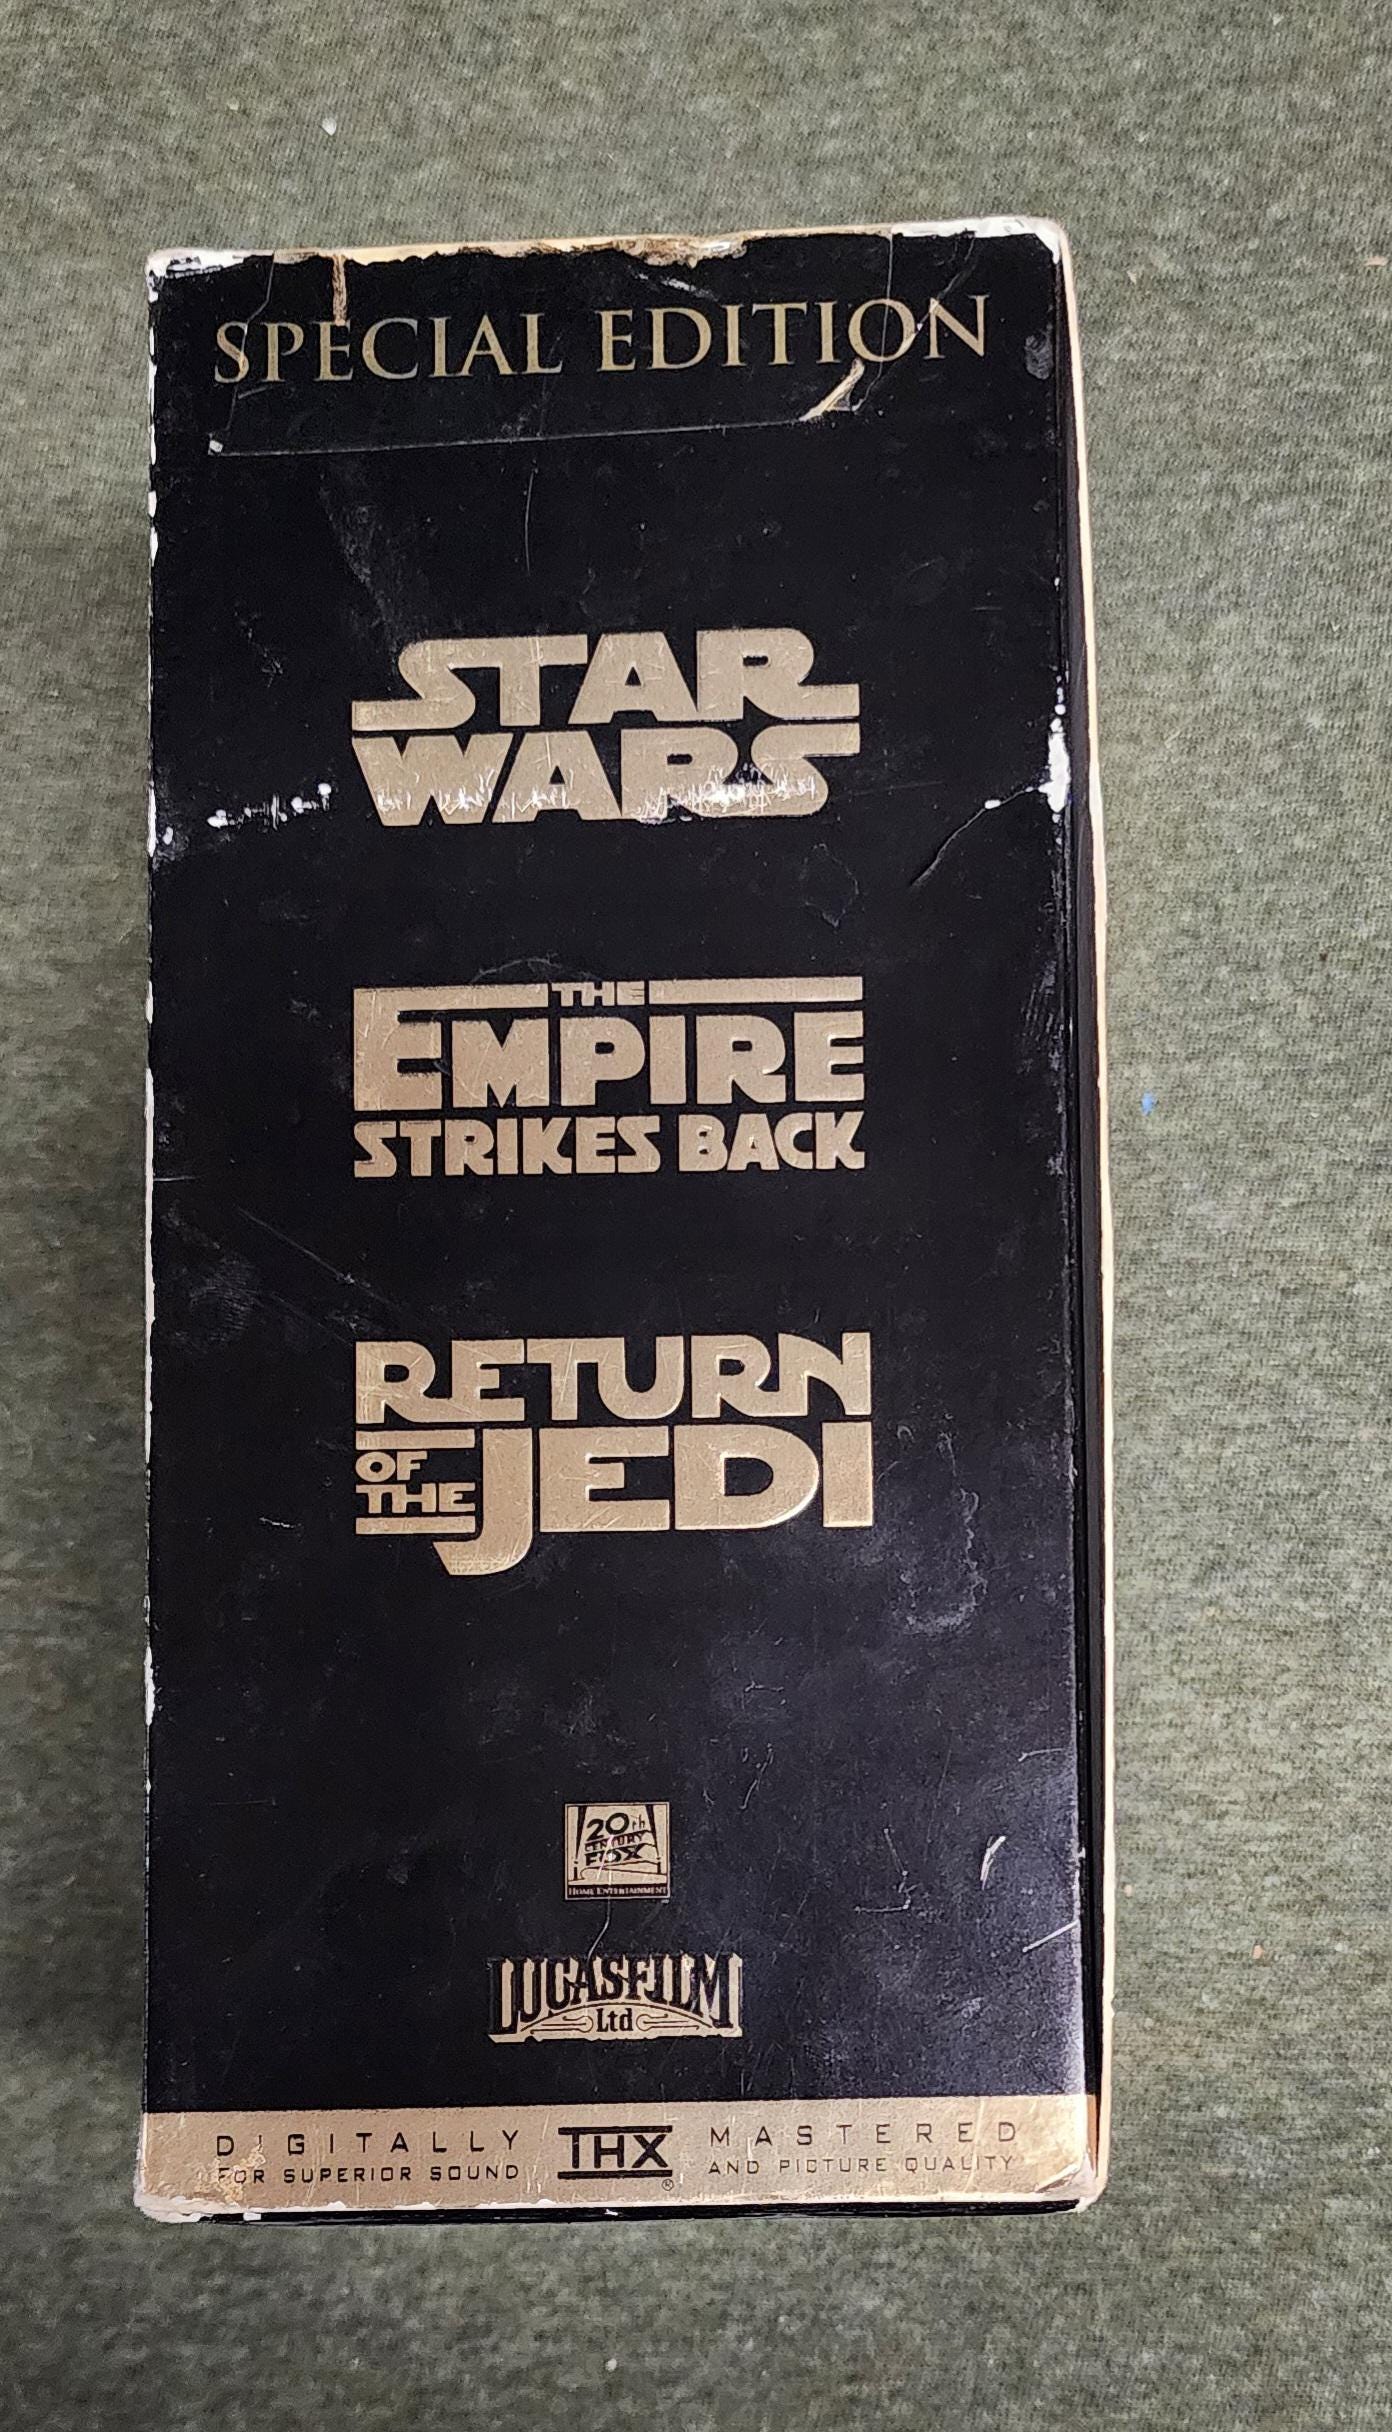 SPECIAL EDITION
STAR
WARS
THE
EMPIRE
STRIKES BACK
RETURN
OF THE JEDI
20th
CENTURY
FOX
HOME ENTERTAINMENT
LUCASFILM
Ltd
DIGITALLY THX MASTERED
FOR SUPERIOR SOUND ® AND PICTURE QUALITY